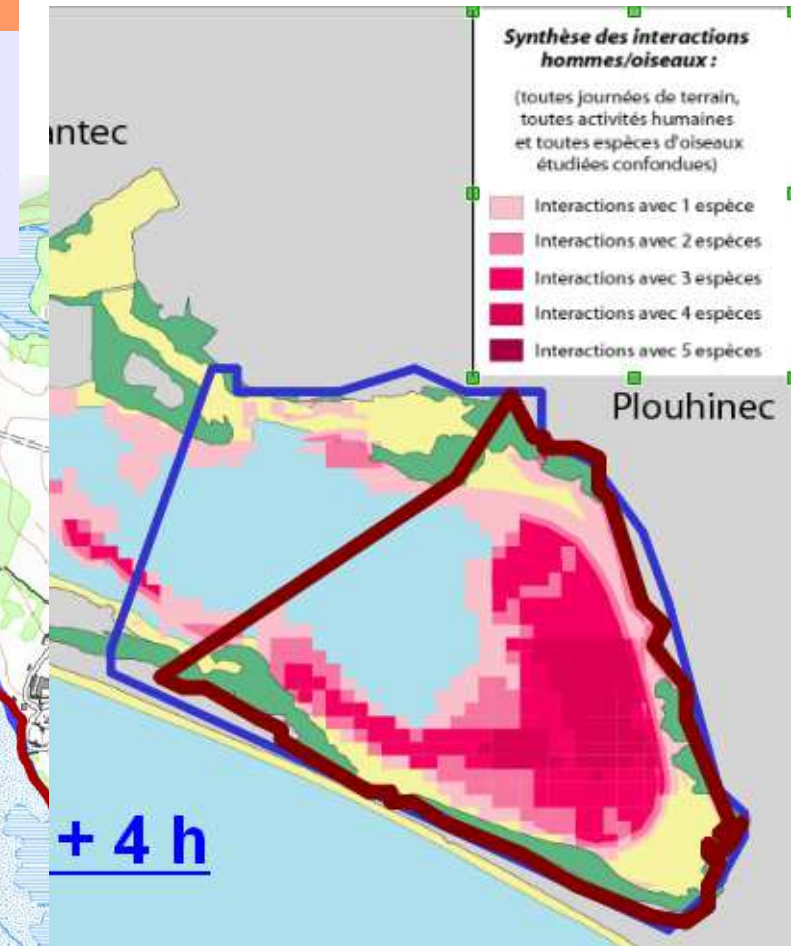 Synthèse des interactions
hommes/oiseaux :
(toutes journées de terrain,
toutes activités humaines
et toutes espèces d'oiseaux
étudiées confondues)
Interactions avec 1 espèce
Interactions avec 2 espèces
Interactions avec 3 espèces
Interactions avec 4 espèces
Interactions avec 5 espèces
antec
Plouhinec
+ 4 h